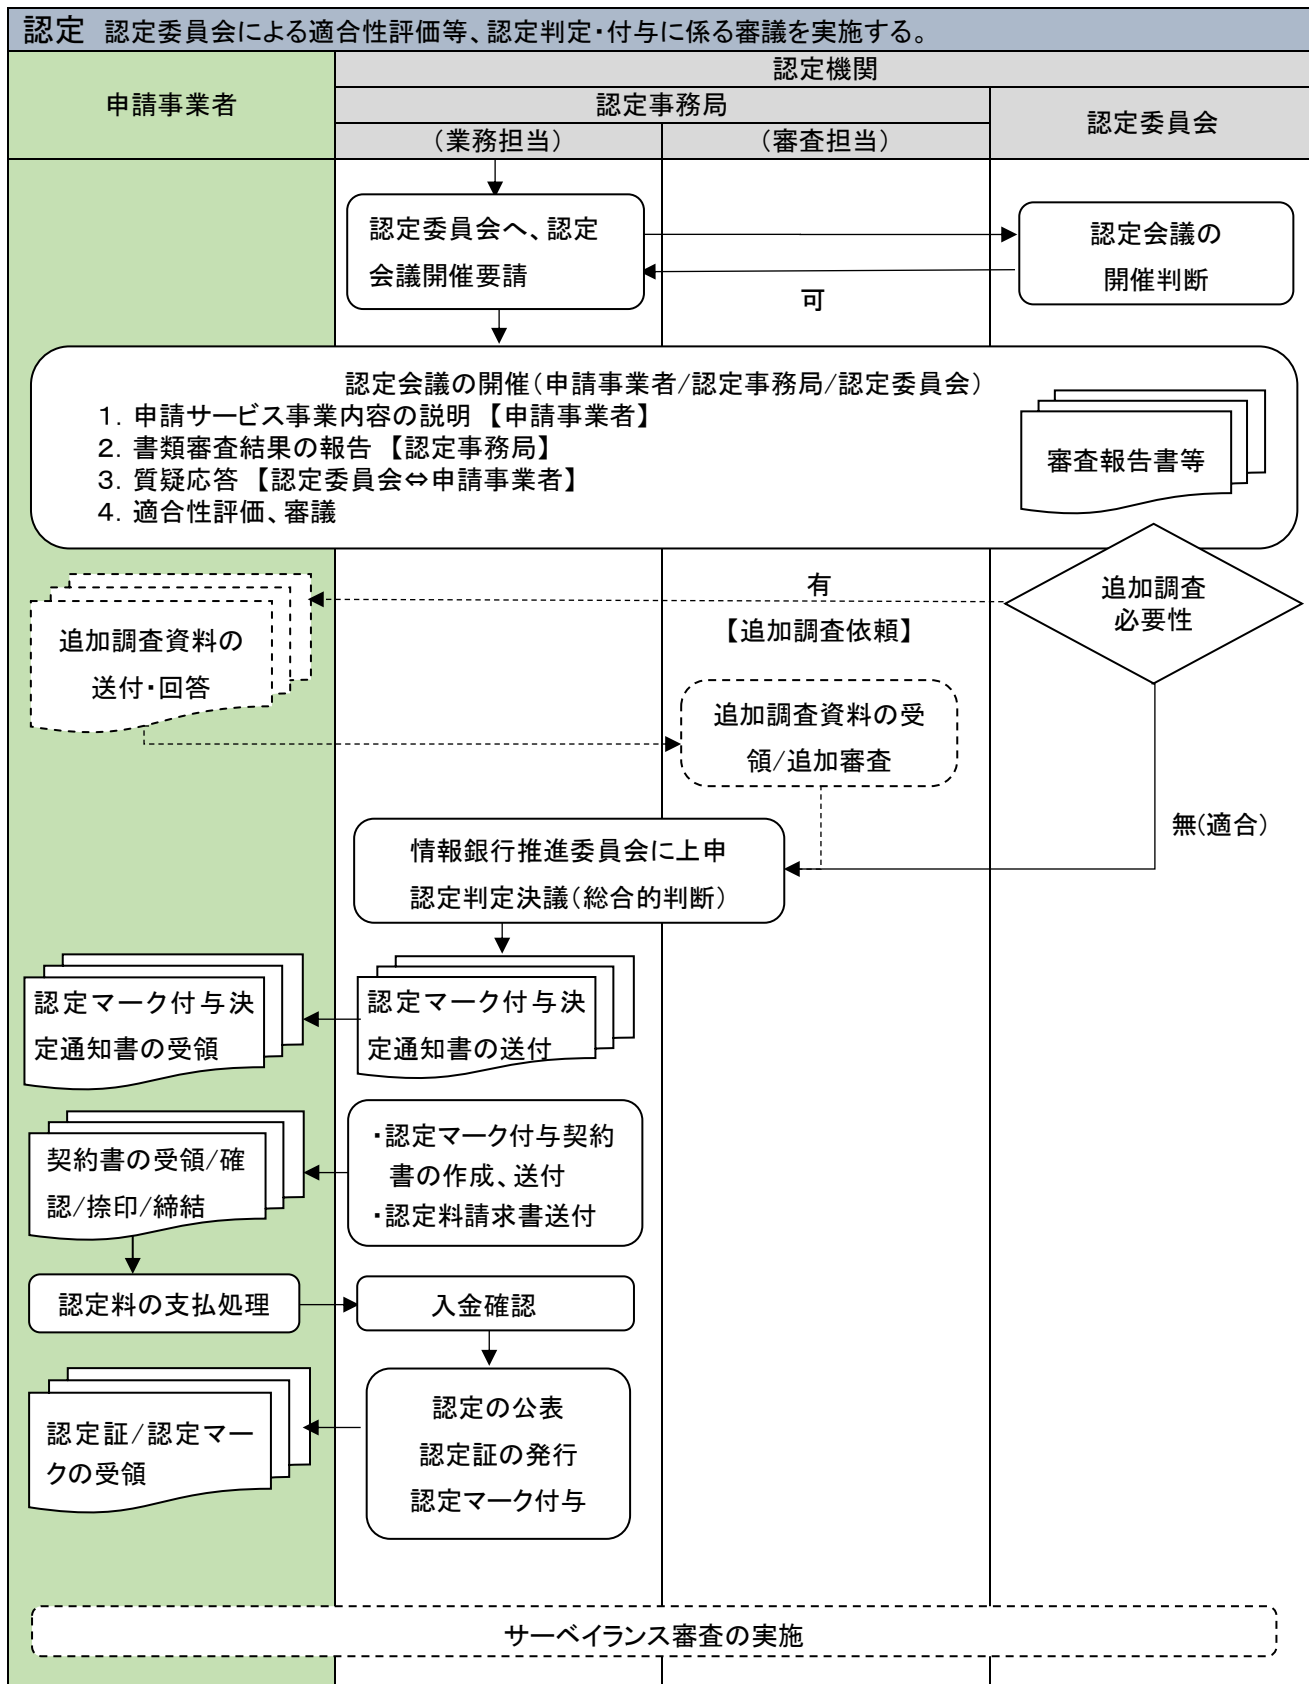 認定 認定委員会による適合性評価等、認定判定・付与に係る審議を実施する。
申請事業者
認定機関
認定事務局
認定委員会
(業務担当)
(審査担当)
認定委員会へ、認定
会議開催要請
認定会議の
開催判断
可
認定会議の開催(申請事業者/認定事務局/認定委員会)
1. 申請サービス事業内容の説明 【申請事業者】
2. 書類審査結果の報告 【認定事務局】
3. 質疑応答 【認定委員会⇔申請事業者】
4. 適合性評価、審議
審査報告書等
追加調査
必要性
有
【追加調査依頼】
追加調査資料の
送付・回答
追加調査資料の受
領/追加審査
無(適合)
情報銀行推進委員会に上申
認定判定決議(総合的判断)
認定マーク付与決
定通知書の受領
認定マーク付与決
定通知書の送付
契約書の受領/確
認/捺印/締結
・認定マーク付与契約
書の作成、送付
・認定料請求書送付
認定料の支払処理
入金確認
認定証/認定マー
クの受領
認定の公表
認定証の発行
認定マーク付与
サーベイランス審査の実施